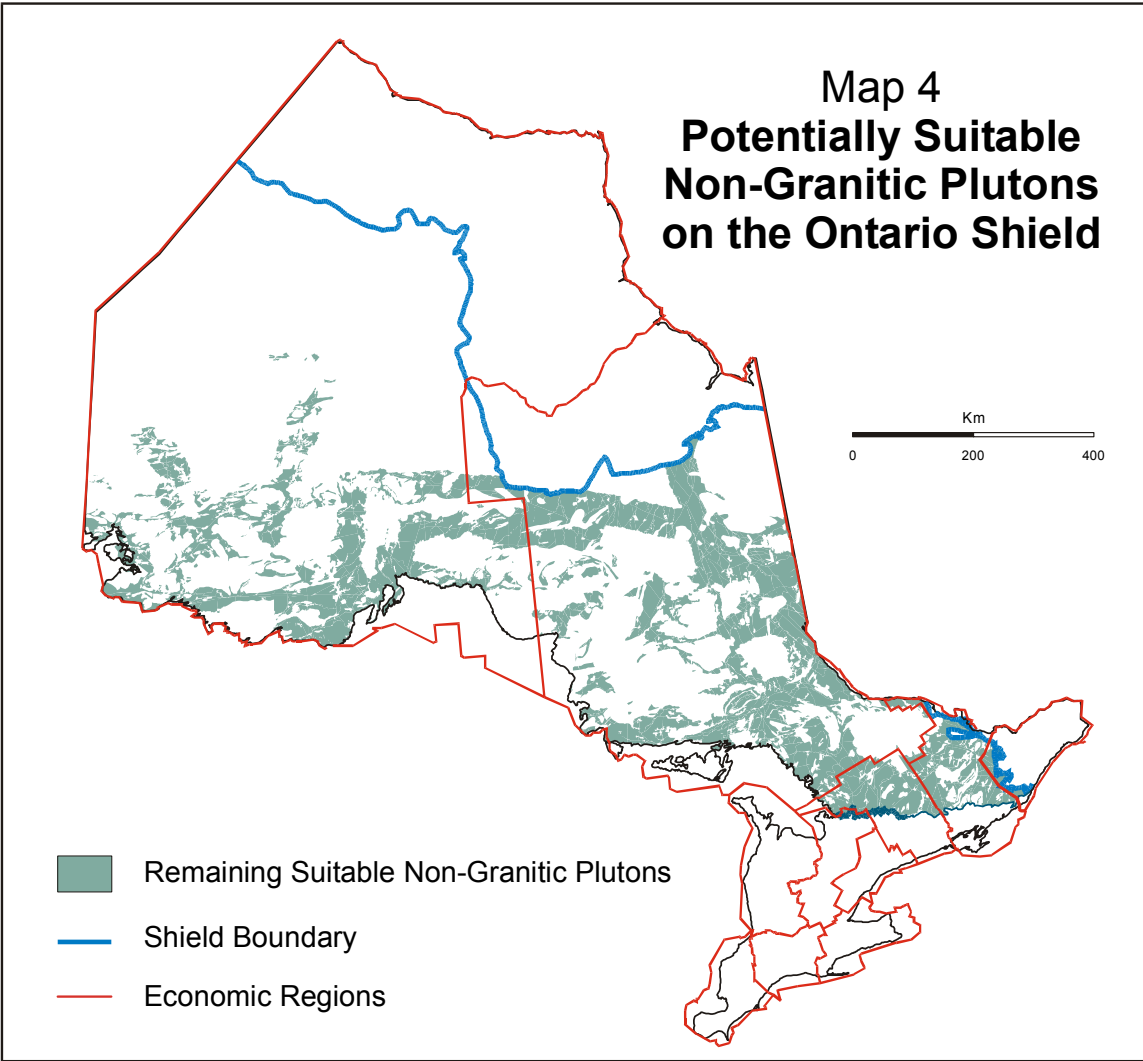 Map 4
Potentially Suitable
Non-Granitic Plutons
on the Ontario Shield
Km
0 200 400
Remaining Suitable Non-Granitic Plutons
Shield Boundary
Economic Regions